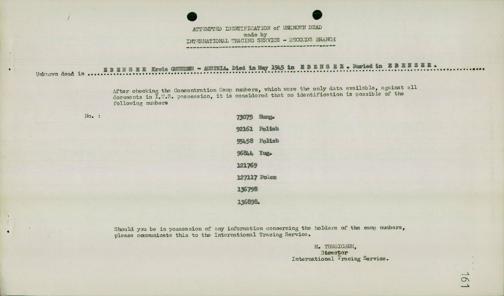 ATTEMPTED IDENTIFICATION of UNKNOWN DEAD
made by
INTERNATIONAL TRACING SERVICE - RECORDS BRANCH
Unknown dead in EBENSEE Kreis GMUNDEN - AUSTRIA. Died in May 1945 in EBENSEE. Buried in EBENSEE.
After checking the Concentration Camp numbers, which were the only data available, against all
documents in I.T.S. possession, it is considered that no identification is possible of the
following numbers
No. :
73075 Hung.
92161 Polish
95458 Polish
96844 Yug.
121769
127117 Polen
136798
136898.
Should you be in possession of any information concerning the holders of the camp numbers,
please communicate this to the International Tracing Service.
M. THUDICHUM,
Director
International Tracing Service.
161